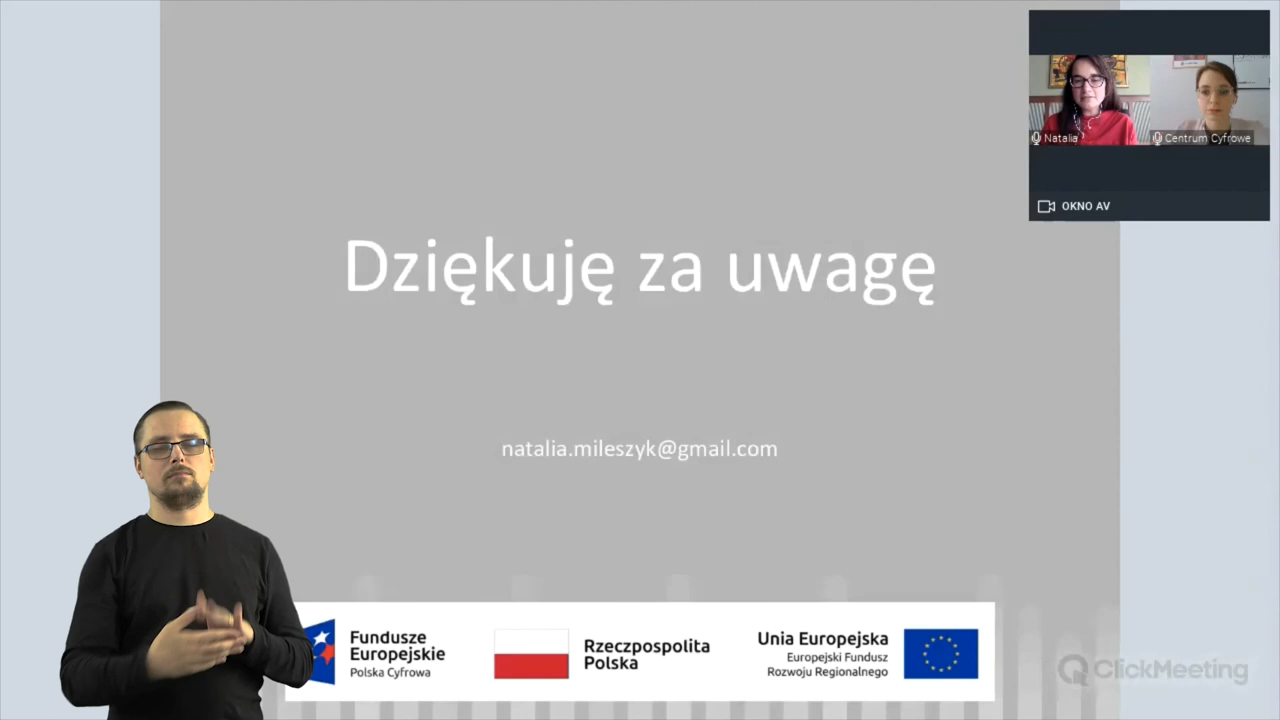 Natalia
Centrum Cyfrowe
OKNO AV
Dziękuję za uwagę
natalia.mileszyk@gmail.com
Fundusze
Europejskie
Polska Cyfrowa
Rzeczpospolita
Polska
Unia Europejska
Europejski Fundusz
Rozwoju Regionalnego
ClickMeeting